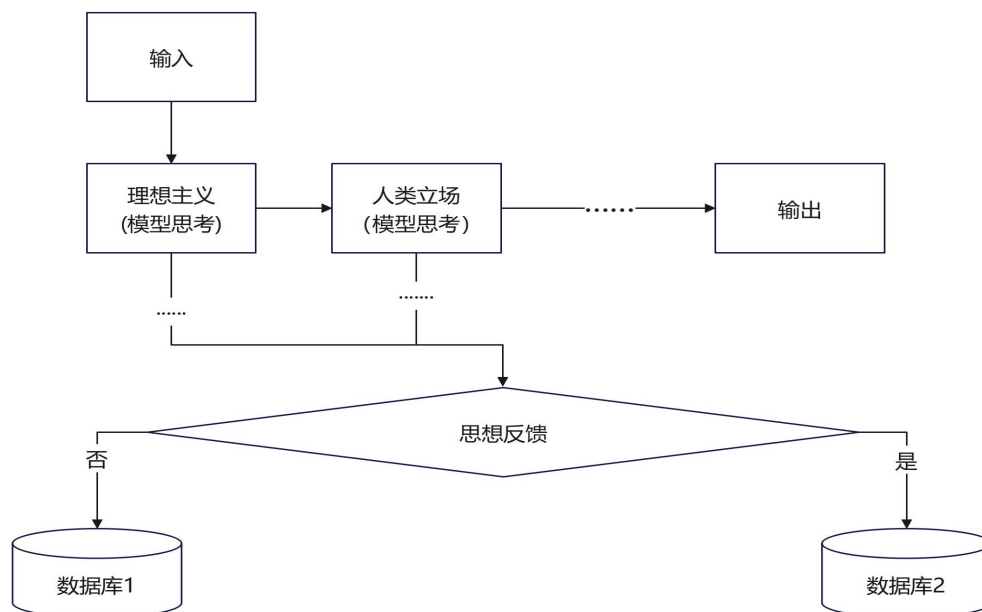 输入
理想主义
(模型思考)
人类立场
(模型思考)
······
输出
······
·······
思想反馈
否
是
数据库1
数据库2